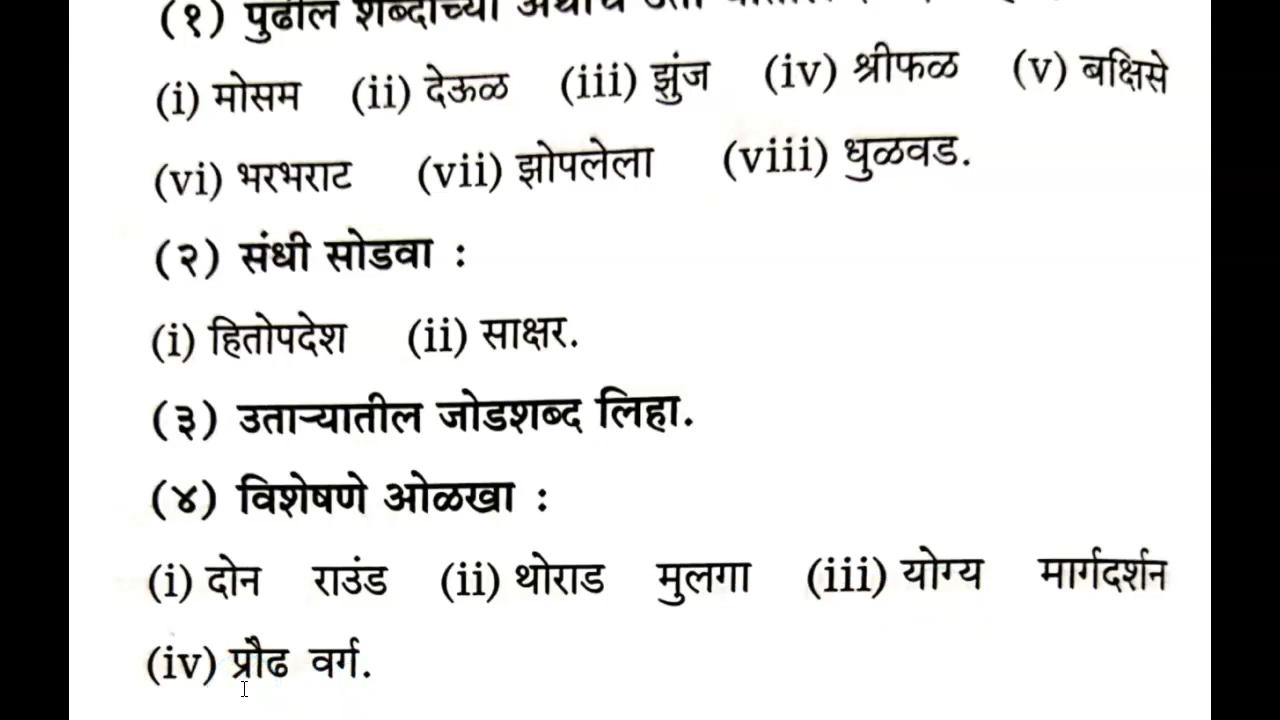 (१) पुढील शब्दांच्या
(i) मोसम (ii) देऊळ (iii) झुंज (iv) श्रीफळ (v) बक्षिसे
(vi) भरभराट (vii) झोपलेला (viii) धुळवड.
(२) संधी सोडवा :
(i) हितोपदेश (ii) साक्षर.
(३) उताऱ्यातील जोडशब्द लिहा.
(४) विशेषणे ओळखा :
(i) दोन राउंड (ii) थोराड मुलगा (iii) योग्य मार्गदर्शन
(iv) प्रौढ वर्ग.